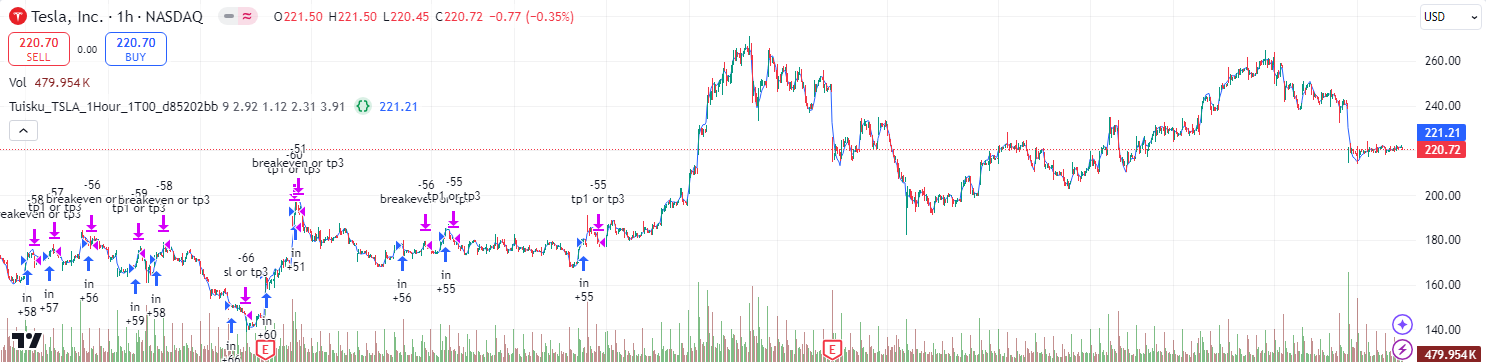 Tesla, Inc. · 1h · NASDAQ O221.50 H221.50 L220.45 C220.72 −0.77 (−0.35%)
USD
220.70
SELL
0.00
220.70
BUY
Vol 479.954 K
Tuisku_TSLA_1Hour_1T00_d85202bb 9 2.92 1.12 2.31 3.91 221.21
260.00
240.00
221.21
220.72
200.00
180.00
160.00
140.00
479.954 K
-51
-60
breakeven or tp3
tp1 or tp3
-58
-57
-56
-59
-58
breakeven or
breakeven or tp3
tp1 or tp3
tp1 or tp3
-56
-55
tp1 or tp3
-55
tp1 or tp3
-66
sl or tp3
in
+58
in
+57
in
+56
in
+59
in
+58
in
in
+60
in
+51
in
+56
in
+55
in
+55
E
E